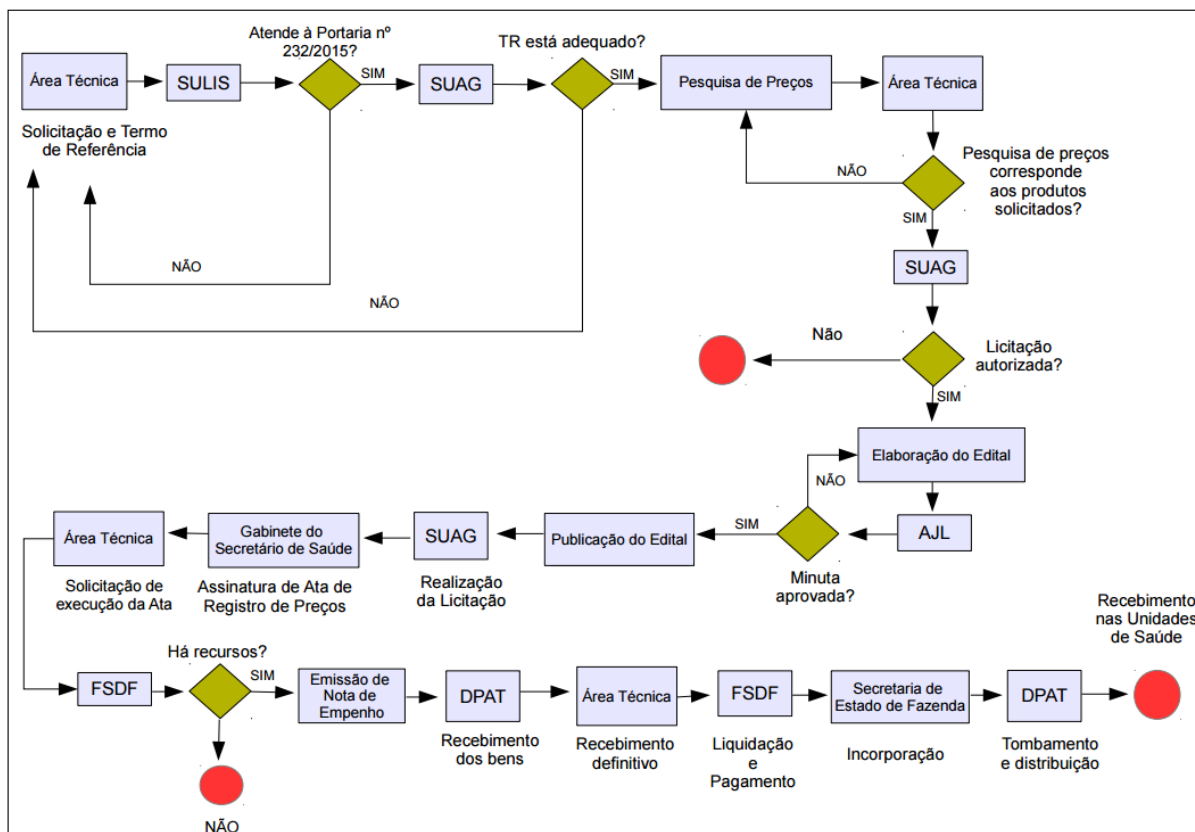 Atende à Portaria nº
232/2015?
TR está adequado?
Área Técnica
SULIS
SIM
SUAG
SIM
Pesquisa de Preços
Área Técnica
Solicitação e Termo
de Referência
NÃO
Pesquisa de preços
corresponde
aos produtos
solicitados?
SIM
NÃO
NÃO
SUAG
Não
Licitação
autorizada?
SIM
Elaboração do Edital
NÃO
Área Técnica
Gabinete do
Secretário de Saúde
SUAG
SIM
Publicação do Edital
AJL
Solicitação de
execução da Ata
Assinatura de Ata de
Registro de Preços
Realização
da Licitação
Minuta
aprovada?
Recebimento
nas Unidades
de Saúde
Há recursos?
FSDF
SIM
Emissão de
Nota de
Empenho
DPAT
Área Técnica
FSDF
Secretaria de
Estado de Fazenda
DPAT
Recebimento
dos bens
Recebimento
definitivo
Liquidação
e
Pagamento
Incorporação
Tombamento
e distribuição
NÃO